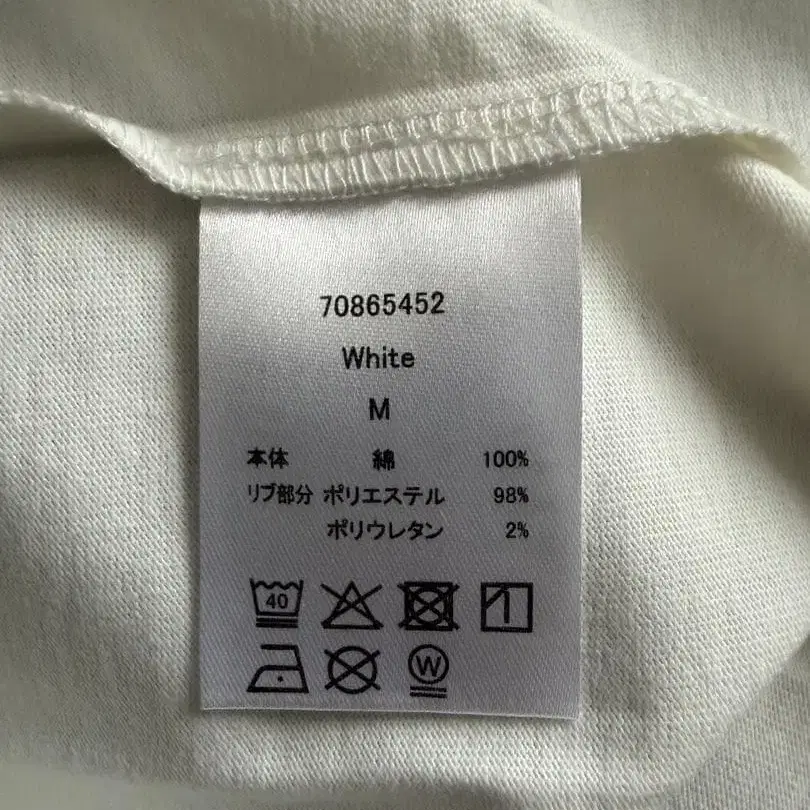 70865452
White
M
本体 綿 100%
リブ部分 ポリエステル 98%
ポリウレタン 2%
40
W